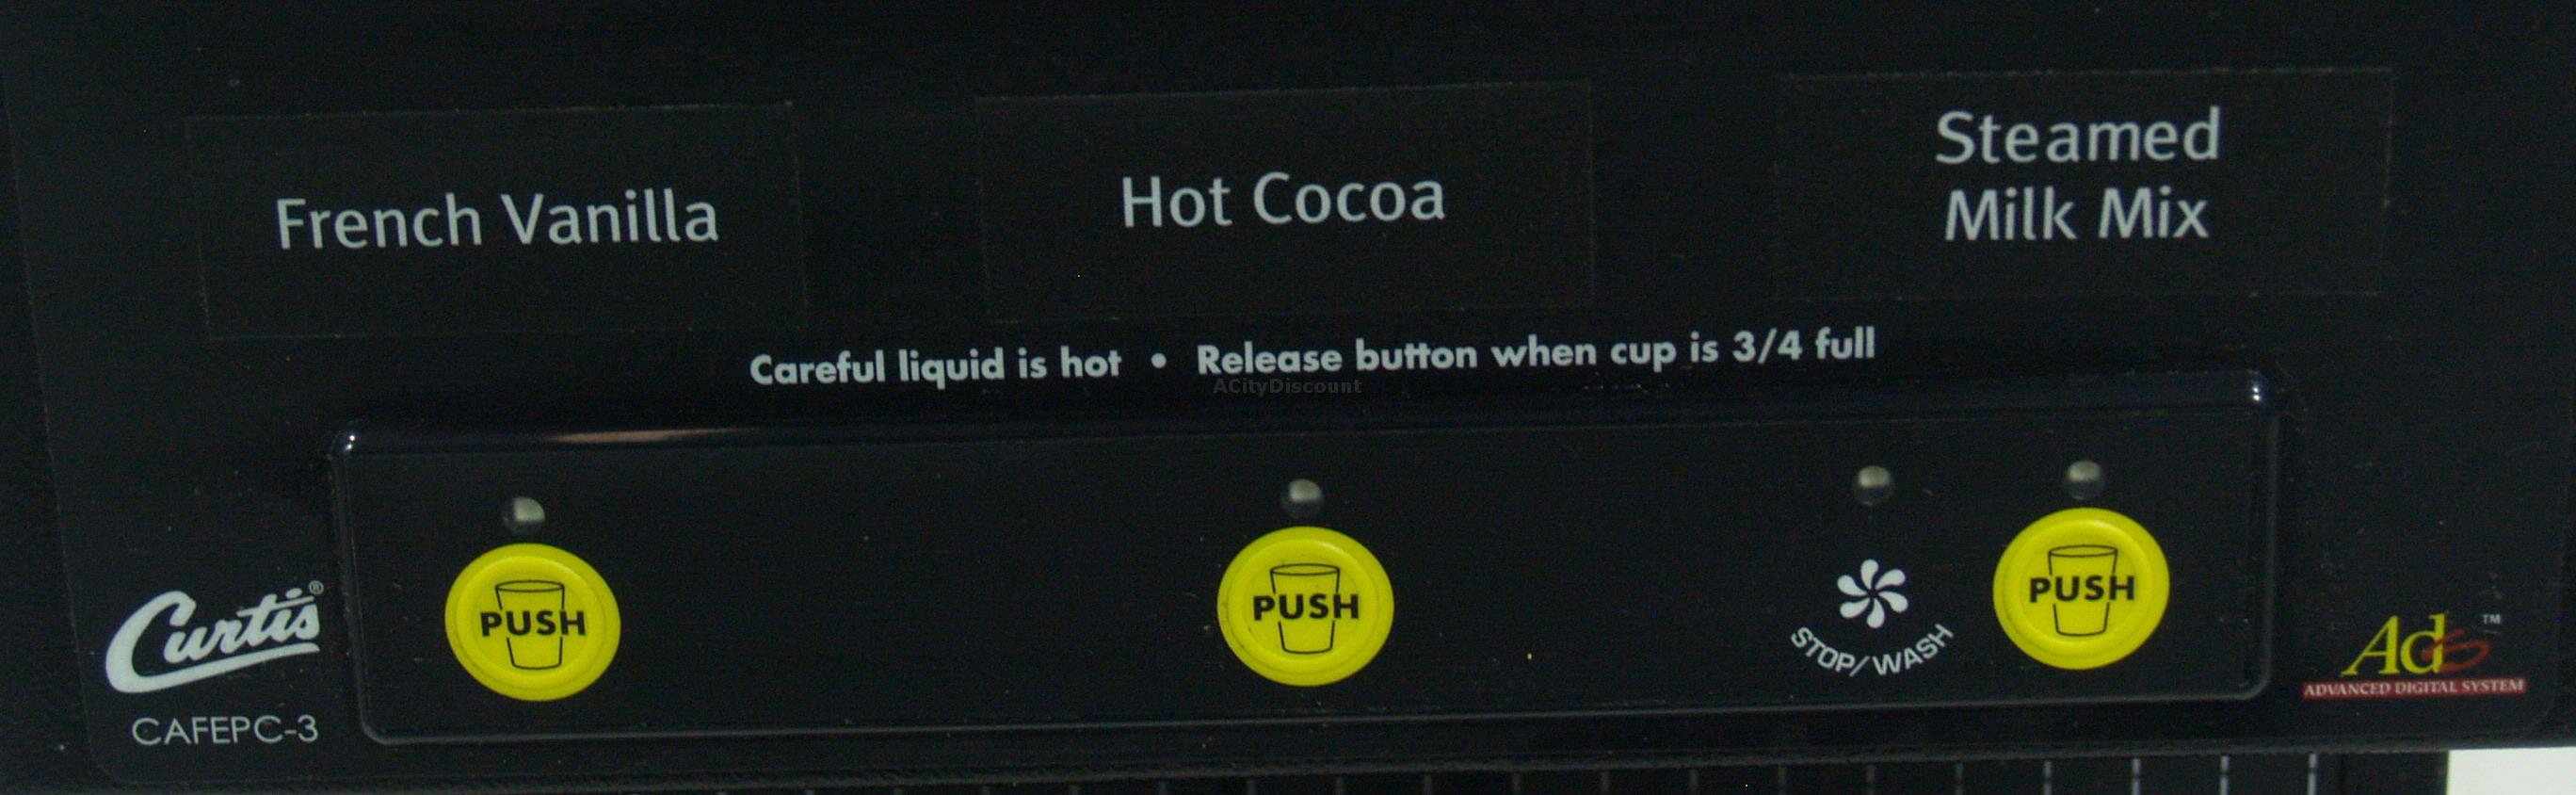 French Vanilla
Hot Cocoa
Steamed
Milk Mix
Careful liquid is hot • Release button when cup is 3/4 full
ACityDiscount
PUSH
PUSH
STOP/WASH
PUSH
Curtis®
CAFEPC-3
Ads™
ADVANCED DIGITAL SYSTEM